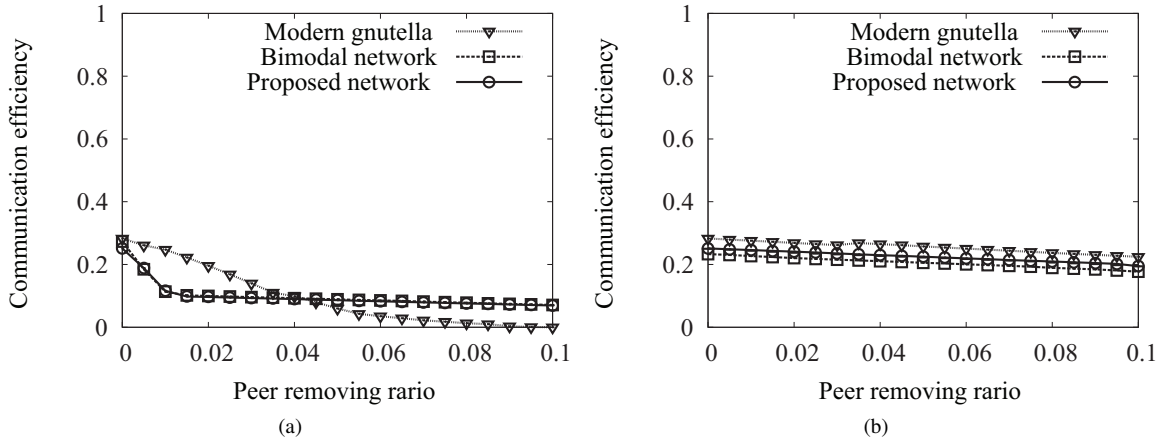 1
0.8
0.6
0.4
0.2
0
Communication efficiency
Modern gnutella
Bimodal network
Proposed network
0 0.02 0.04 0.06 0.08 0.1
Peer removing rario
(a)
1
0.8
0.6
0.4
0.2
0
Communication efficiency
Modern gnutella
Bimodal network
Proposed network
0 0.02 0.04 0.06 0.08 0.1
Peer removing rario
(b)